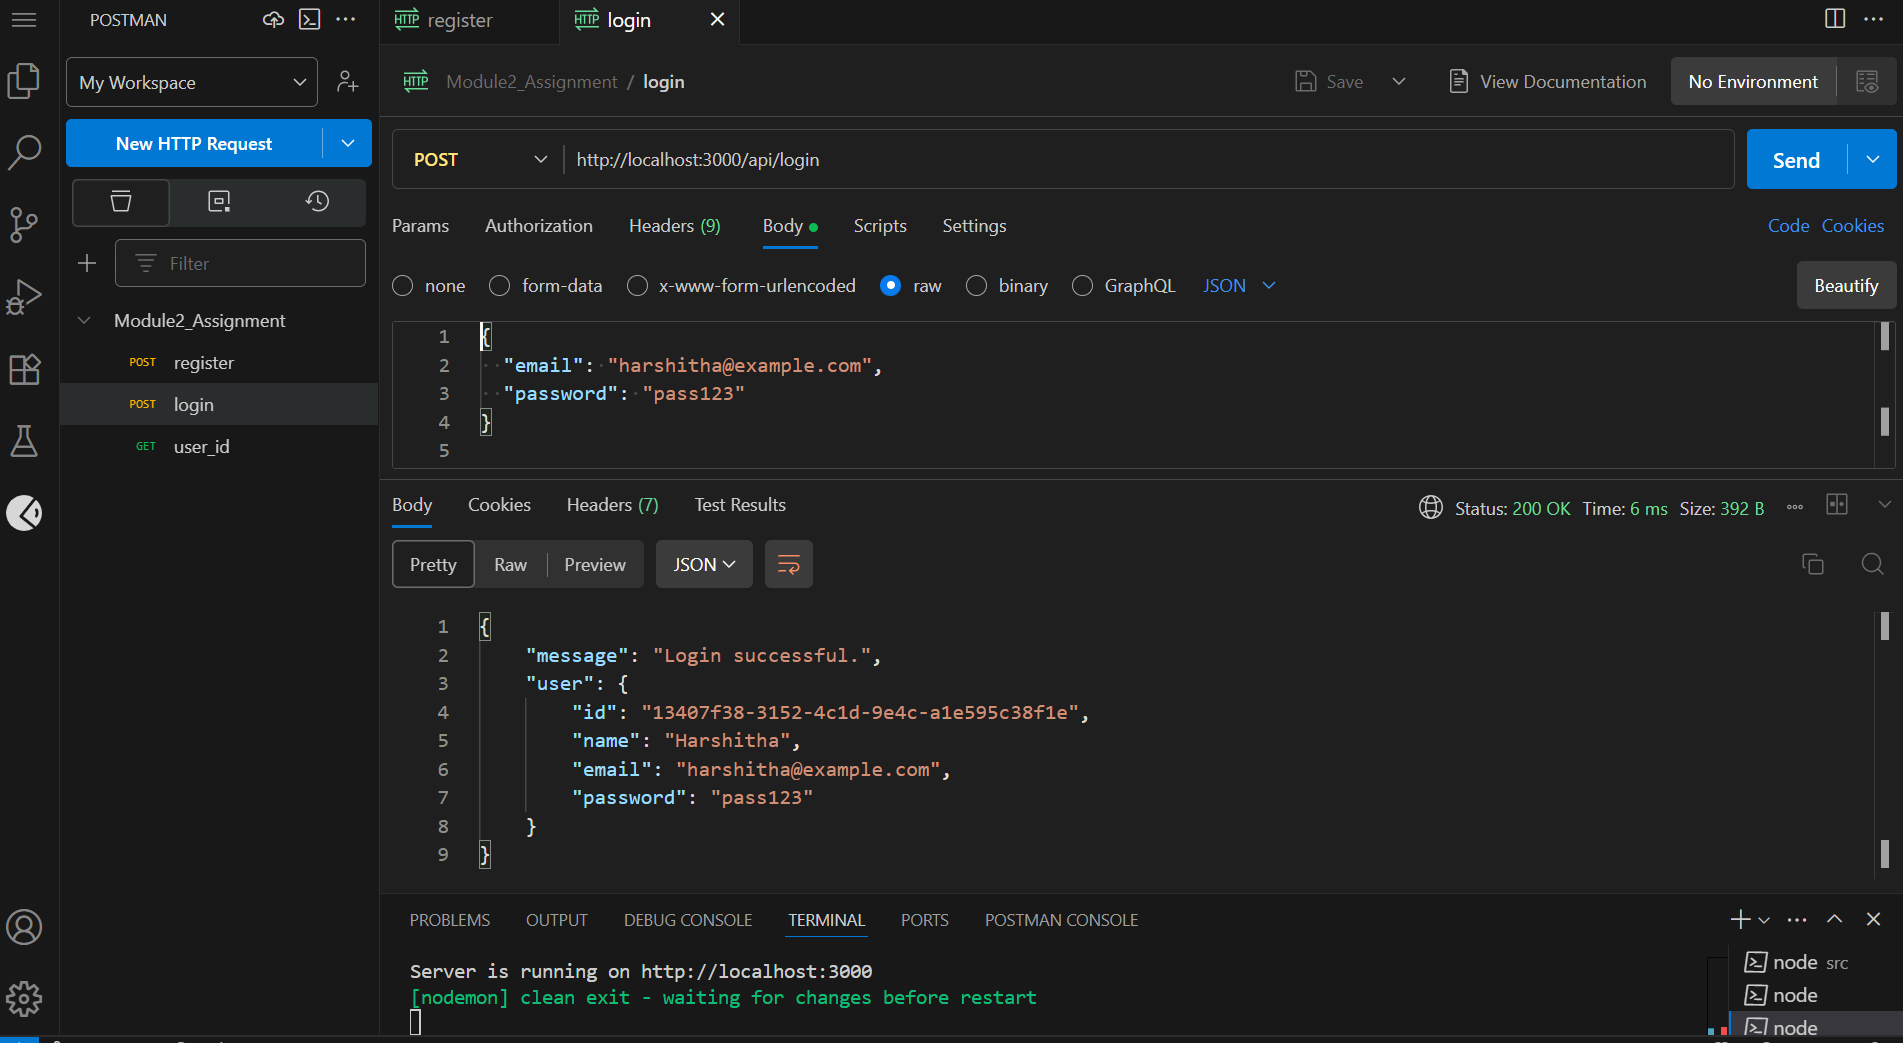 POSTMAN
My Workspace
New HTTP Request
Filter
Module2_Assignment
POST register
POST login
GET user_id
HTTP register
HTTP login
HTTP Module2_Assignment / login
Save
View Documentation
No Environment
POST http://localhost:3000/api/login
Send
Params Authorization Headers (9) Body Scripts Settings
Code Cookies
none form-data x-www-form-urlencoded raw binary GraphQL JSON
Beautify
1 {
2 "email": "harshitha@example.com",
3 "password": "pass123"
4 }
5
Body Cookies Headers (7) Test Results
Status: 200 OK Time: 6 ms Size: 392 B
Pretty Raw Preview JSON
1 {
2 "message": "Login successful.",
3 "user": {
4 "id": "13407f38-3152-4c1d-9e4c-a1e595c38f1e",
5 "name": "Harshitha",
6 "email": "harshitha@example.com",
7 "password": "pass123"
8 }
9 }
PROBLEMS OUTPUT DEBUG CONSOLE TERMINAL PORTS POSTMAN CONSOLE
Server is running on http://localhost:3000
[nodemon] clean exit - waiting for changes before restart
node src
node
node